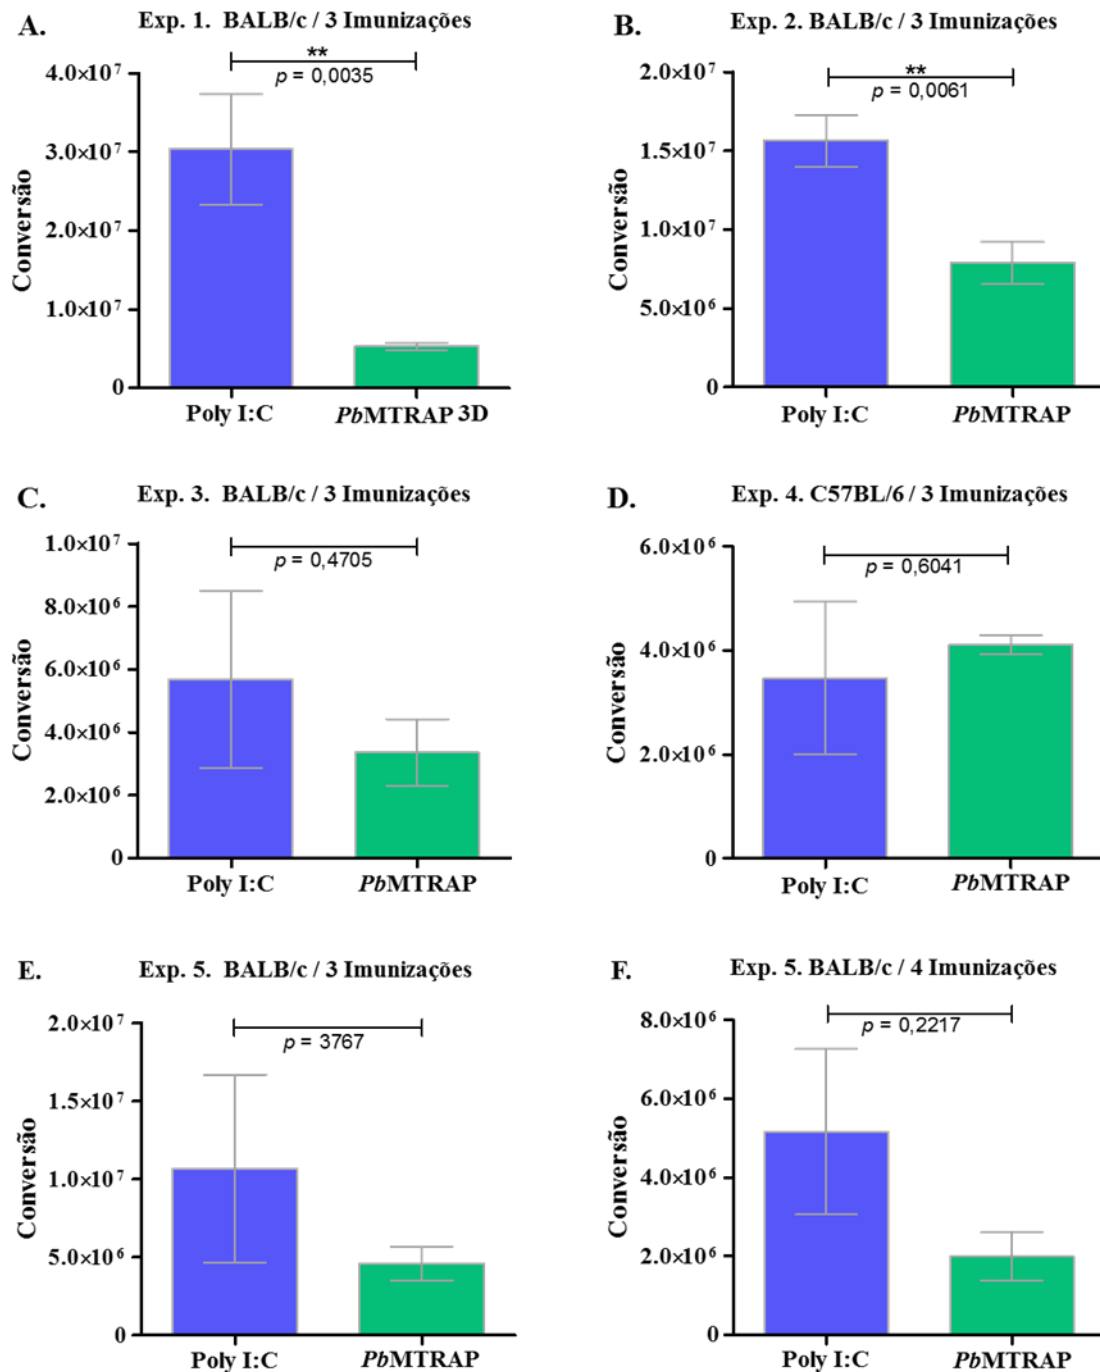 A.
Exp. 1. BALB/c / 3 Imunizações
**
p = 0,0035
4.0×10⁷
3.0×10⁷
2.0×10⁷
1.0×10⁷
0
Conversão
Poly I:C
PbMTRAP 3D
B.
Exp. 2. BALB/c / 3 Imunizações
**
p = 0,0061
2.0×10⁷
1.5×10⁷
1.0×10⁷
5.0×10⁶
0
Conversão
Poly I:C
PbMTRAP
C.
Exp. 3. BALB/c / 3 Imunizações
p = 0,4705
1.0×10⁷
8.0×10⁶
6.0×10⁶
4.0×10⁶
2.0×10⁶
0
Conversão
Poly I:C
PbMTRAP
D.
Exp. 4. C57BL/6 / 3 Imunizações
p = 0,6041
6.0×10⁶
4.0×10⁶
2.0×10⁶
0
Conversão
Poly I:C
PbMTRAP
E.
Exp. 5. BALB/c / 3 Imunizações
p = 3767
2.0×10⁷
1.5×10⁷
1.0×10⁷
5.0×10⁶
0
Conversão
Poly I:C
PbMTRAP
F.
Exp. 5. BALB/c / 4 Imunizações
p = 0,2217
8.0×10⁶
6.0×10⁶
4.0×10⁶
2.0×10⁶
0
Conversão
Poly I:C
PbMTRAP